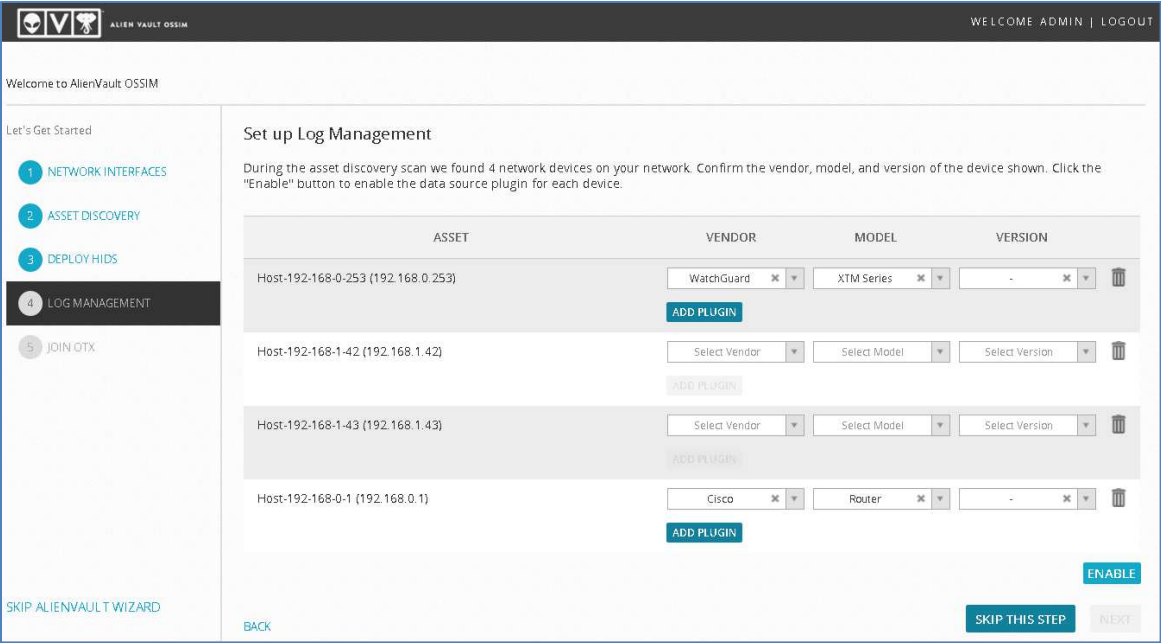 ALIEN VAULT OSSIM
WELCOME ADMIN | LOGOUT
Welcome to AlienVault OSSIM
Let's Get Started
1 NETWORK INTERFACES
2 ASSET DISCOVERY
3 DEPLOY HIDS
4 LOG MANAGEMENT
5 JOIN OTX
SKIP ALIENVAULT WIZARD
Set up Log Management
During the asset discovery scan we found 4 network devices on your network. Confirm the vendor, model, and version of the device shown. Click the
"Enable" button to enable the data source plugin for each device.
ASSET VENDOR MODEL VERSION
Host-192-168-0-253 (192.168.0.253) WatchGuard XTM Series -
ADD PLUGIN
Host-192-168-1-42 (192.168.1.42) Select Vendor Select Model Select Version
ADD PLUGIN
Host-192-168-1-43 (192.168.1.43) Select Vendor Select Model Select Version
ADD PLUGIN
Host-192-168-0-1 (192.168.0.1) Cisco Router -
ADD PLUGIN
ENABLE
BACK
SKIP THIS STEP
NEXT